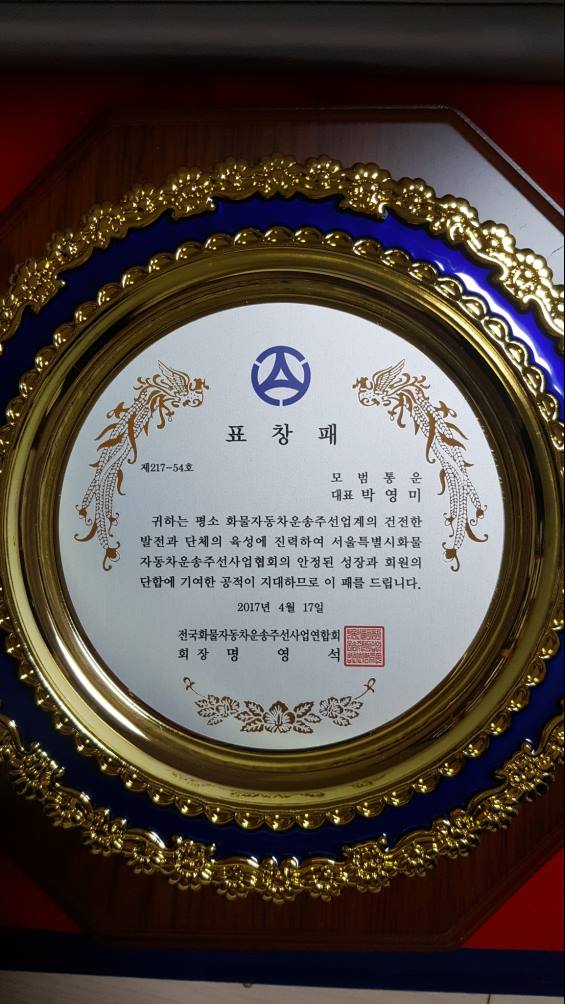 표 창 패
제217-54호
모 범 통 운
대표 박 영 미
귀하는 평소 화물자동차운송주선업계의 건전한
발전과 단체의 육성에 진력하여 서울특별시화물
자동차운송주선사업협회의 안정된 성장과 회원의
단합에 기여한 공적이 지대하므로 이 패를 드립니다.
2017년 4월 17일
전국화물자동차운송주선사업연합회
회 장 명 영 석